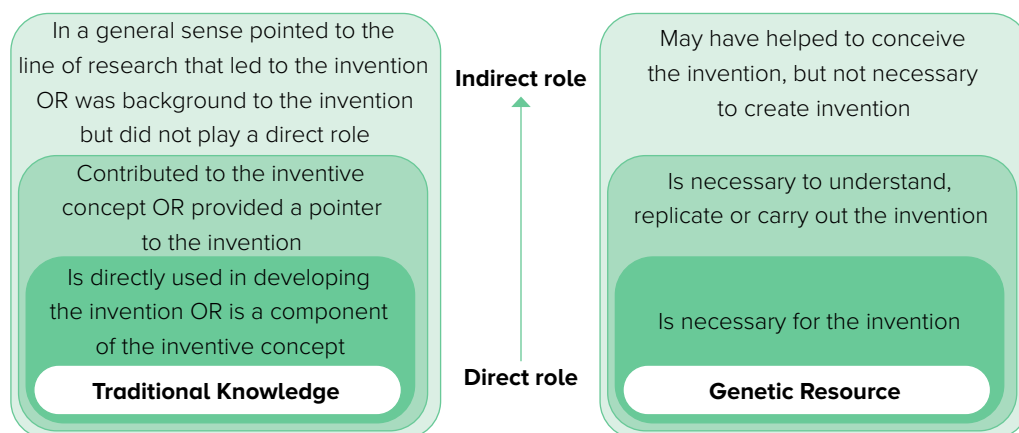 In a general sense pointed to the
line of research that led to the invention
OR was background to the invention
but did not play a direct role
Contributed to the inventive
concept OR provided a pointer
to the invention
Is directly used in developing
the invention OR is a component
of the inventive concept
Traditional Knowledge
Indirect role
Direct role
May have helped to conceive
the invention, but not necessary
to create invention
Is necessary to understand,
replicate or carry out the invention
Is necessary for the invention
Genetic Resource